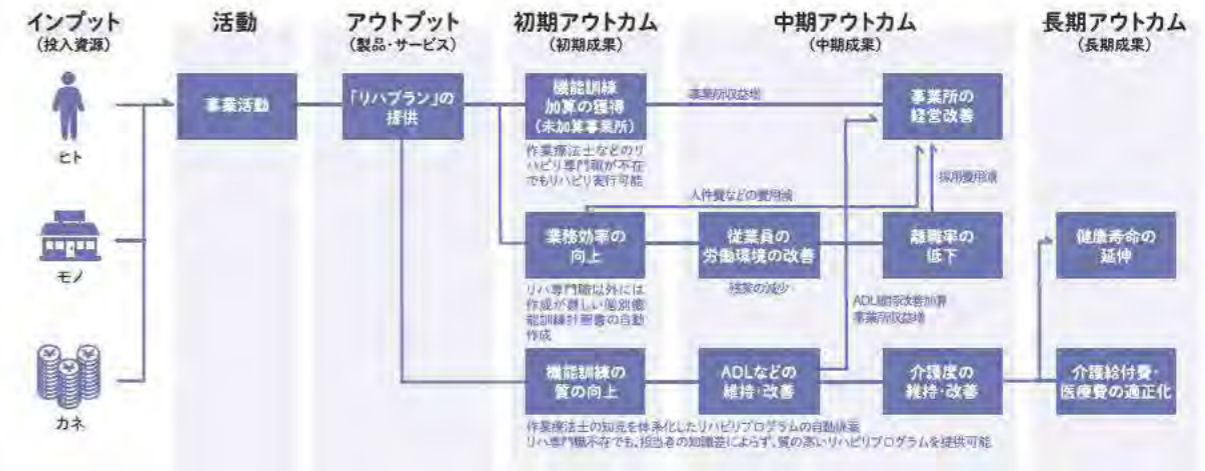 インプット
(投入資源)
活動
アウトプット
(製品・サービス)
初期アウトカム
(初期成果)
中期アウトカム
(中期成果)
長期アウトカム
(長期成果)
ヒト
モノ
カネ
事業活動
「リハプラン」の
提供
機能訓練
加算の獲得
(未加算事業所)
作業療法士などのリ
ハビリ専門職が不在
でもリハビリ実行可能
事業所収益増
事業所の
経営改善
人件費などの費用減
採用費用減
業務効率の
向上
リハ専門職以外には
作成が難しい個別機
能訓練計画書の自動
作成
従業員の
労働環境の改善
残業の減少
離職率の
低下
ADL維持改善加算
事業所収益増
健康寿命の
延伸
機能訓練の
質の向上
ADLなどの
維持・改善
介護度の
維持・改善
介護給付費・
医療費の適正化
作業療法士の知見を体系化したリハビリプログラムの自動提案
リハ専門職不在でも、担当者の知識差によらず、質の高いリハビリプログラムを提供可能